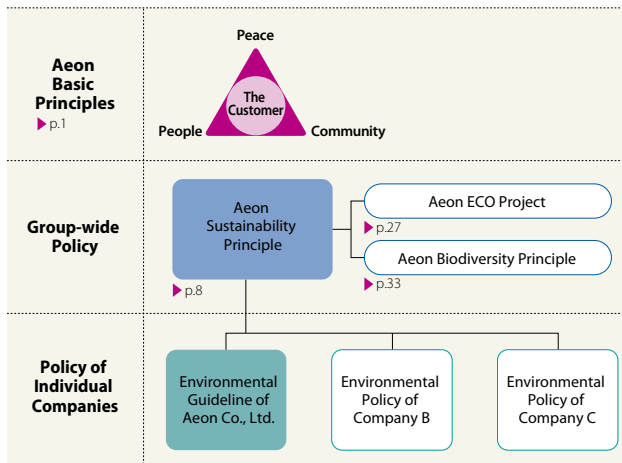 Aeon
Basic
Principles
p.1
Peace
The
Customer
People
Community
Group-wide
Policy
Aeon
Sustainability
Principle
p.8
Aeon ECO Project
p.27
Aeon Biodiversity Principle
p.33
Policy of
Individual
Companies
Environmental
Guideline of
Aeon Co., Ltd.
Environmental
Policy of
Company B
Environmental
Policy of
Company C